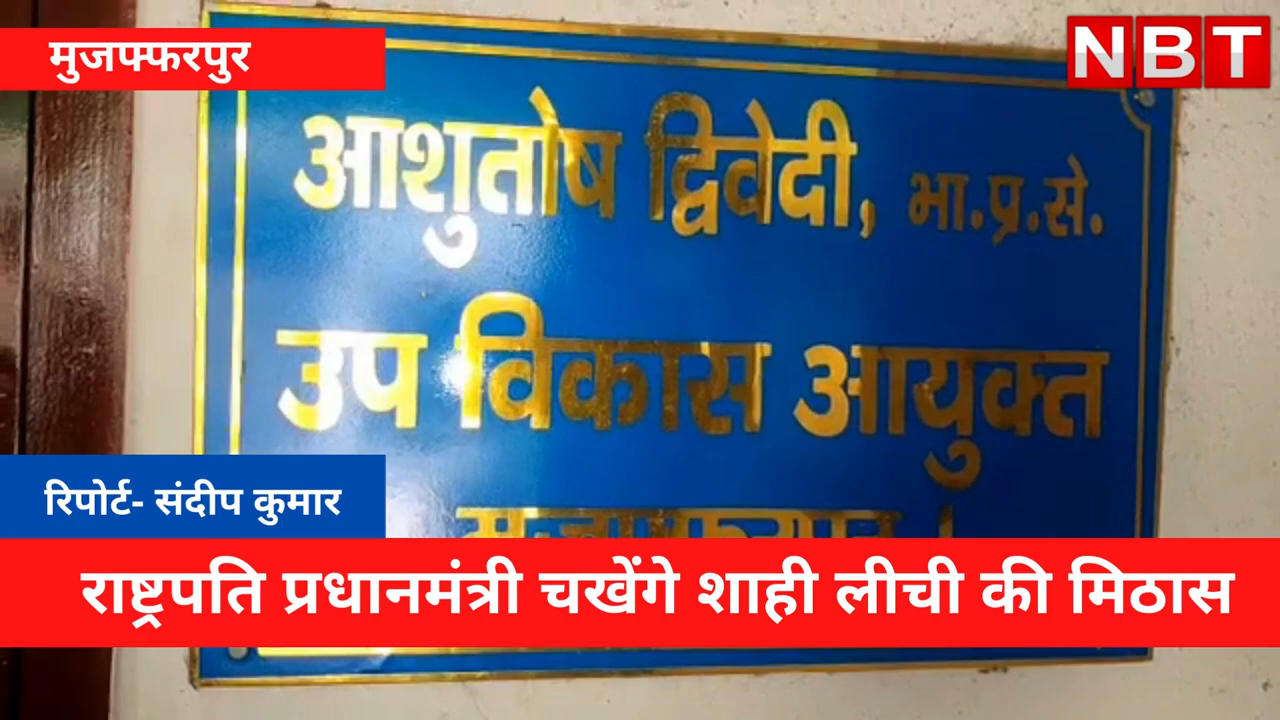 मुजफ्फरपुर
NBT
आशुतोष द्विवेदी, भा.प्र.से.
उप विकास आयुक्त
रिपोर्ट- संदीप कुमार
राष्ट्रपति प्रधानमंत्री चखेंगे शाही लीची की मिठास